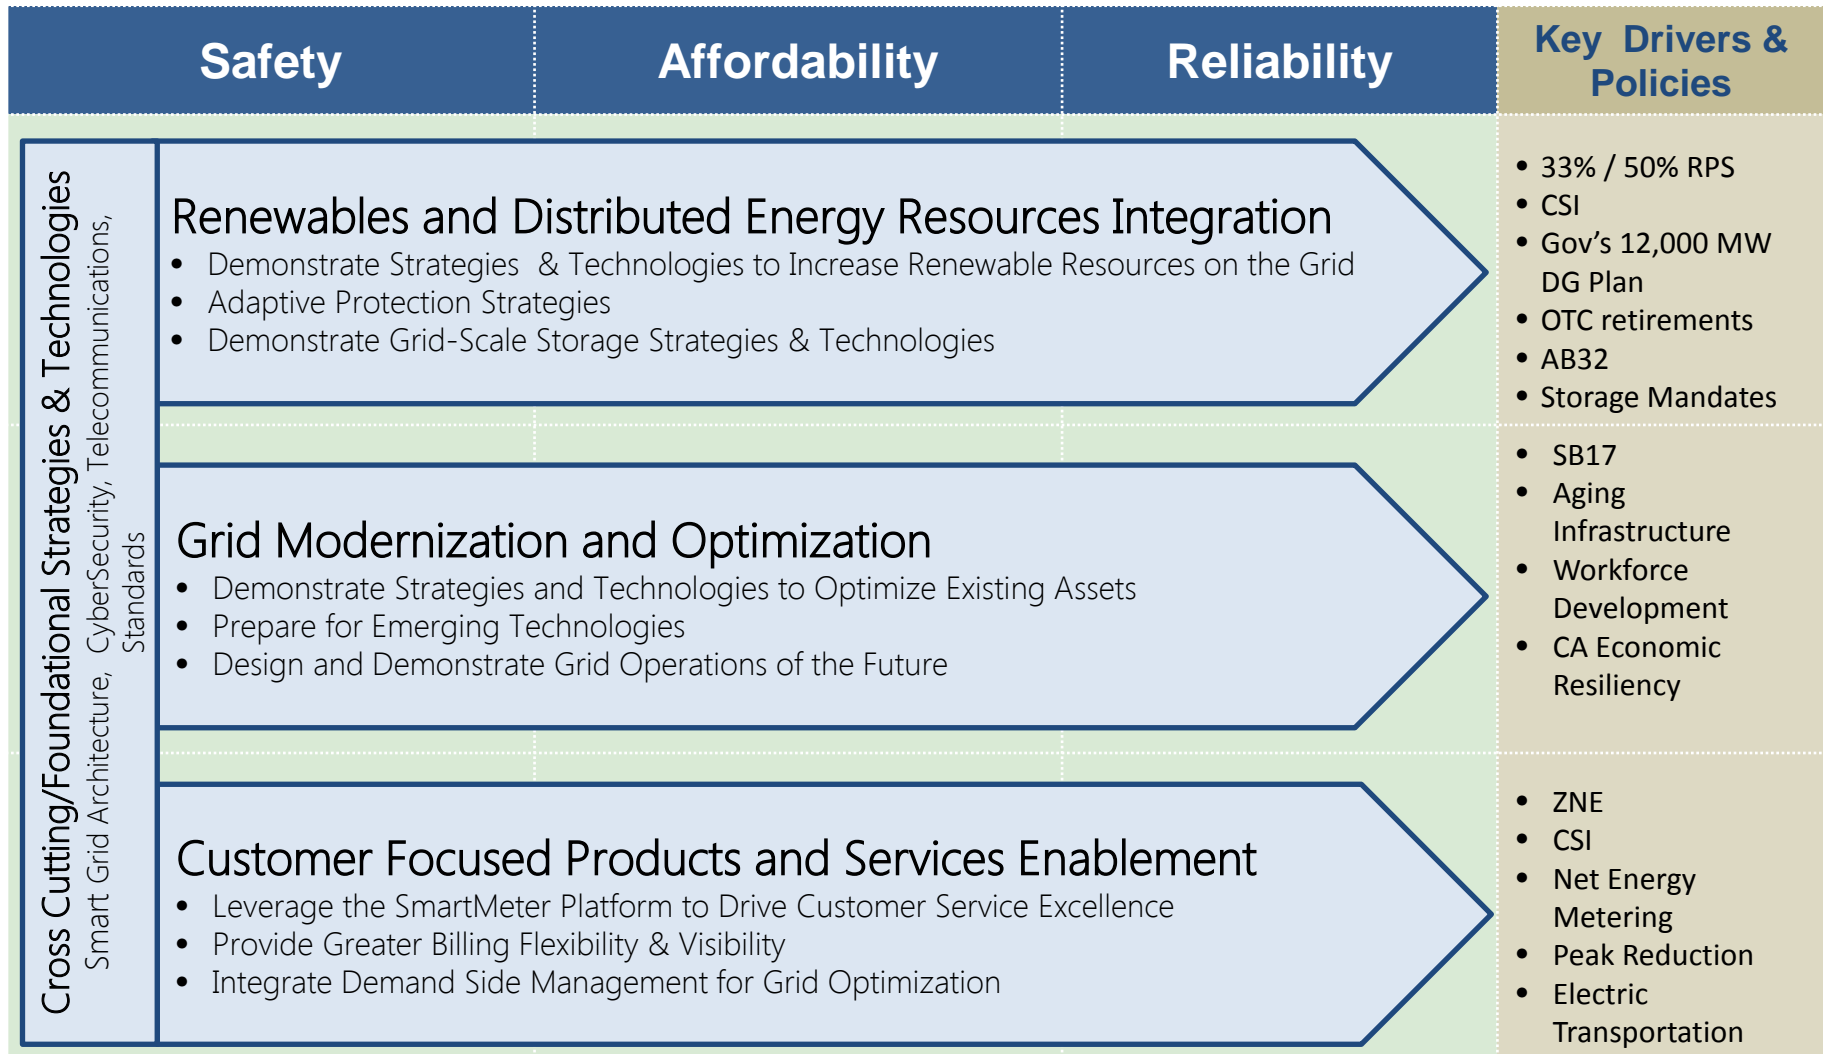 Safety
Affordability
Reliability
Key Drivers &
Policies
Cross Cutting/Foundational Strategies & Technologies
Smart Grid Architecture, CyberSecurity, Telecommunications,
Standards
Renewables and Distributed Energy Resources Integration
• Demonstrate Strategies & Technologies to Increase Renewable Resources on the Grid
• Adaptive Protection Strategies
• Demonstrate Grid-Scale Storage Strategies & Technologies
• 33% / 50% RPS
• CSI
• Gov's 12,000 MW
DG Plan
• OTC retirements
• AB32
• Storage Mandates
Grid Modernization and Optimization
• Demonstrate Strategies and Technologies to Optimize Existing Assets
• Prepare for Emerging Technologies
• Design and Demonstrate Grid Operations of the Future
• SB17
• Aging
Infrastructure
• Workforce
Development
• CA Economic
Resiliency
Customer Focused Products and Services Enablement
• Leverage the SmartMeter Platform to Drive Customer Service Excellence
• Provide Greater Billing Flexibility & Visibility
• Integrate Demand Side Management for Grid Optimization
• ZNE
• CSI
• Net Energy
Metering
• Peak Reduction
• Electric
Transportation